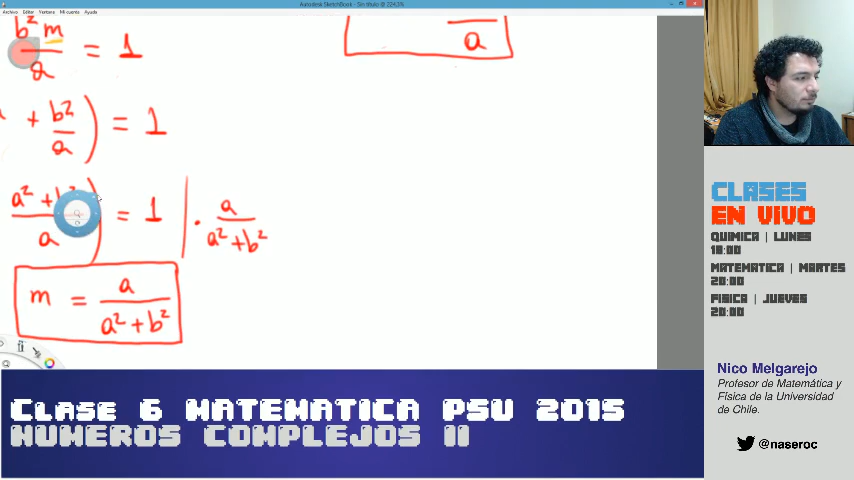 Autodesk SketchBook - Sin título @ 224,3%
Archivo Editar Ventana Mi cuenta Ayuda
b² m / a = 1
a
+ b²/a ) = 1
a² + b² / a ) = 1 | · a / a² + b²
m = a / a² + b²
CLASES
EN VIVO
QUIMICA | LUNES
18:00
MATEMATICA | MARTES
20:00
FISICA | JUEVES
20:00
Nico Melgarejo
Profesor de Matemática y
Física de la Universidad
de Chile.
@naseroc
Clase 6 MATEMATICA PSU 2015
NUMEROS COMPLEJOS II